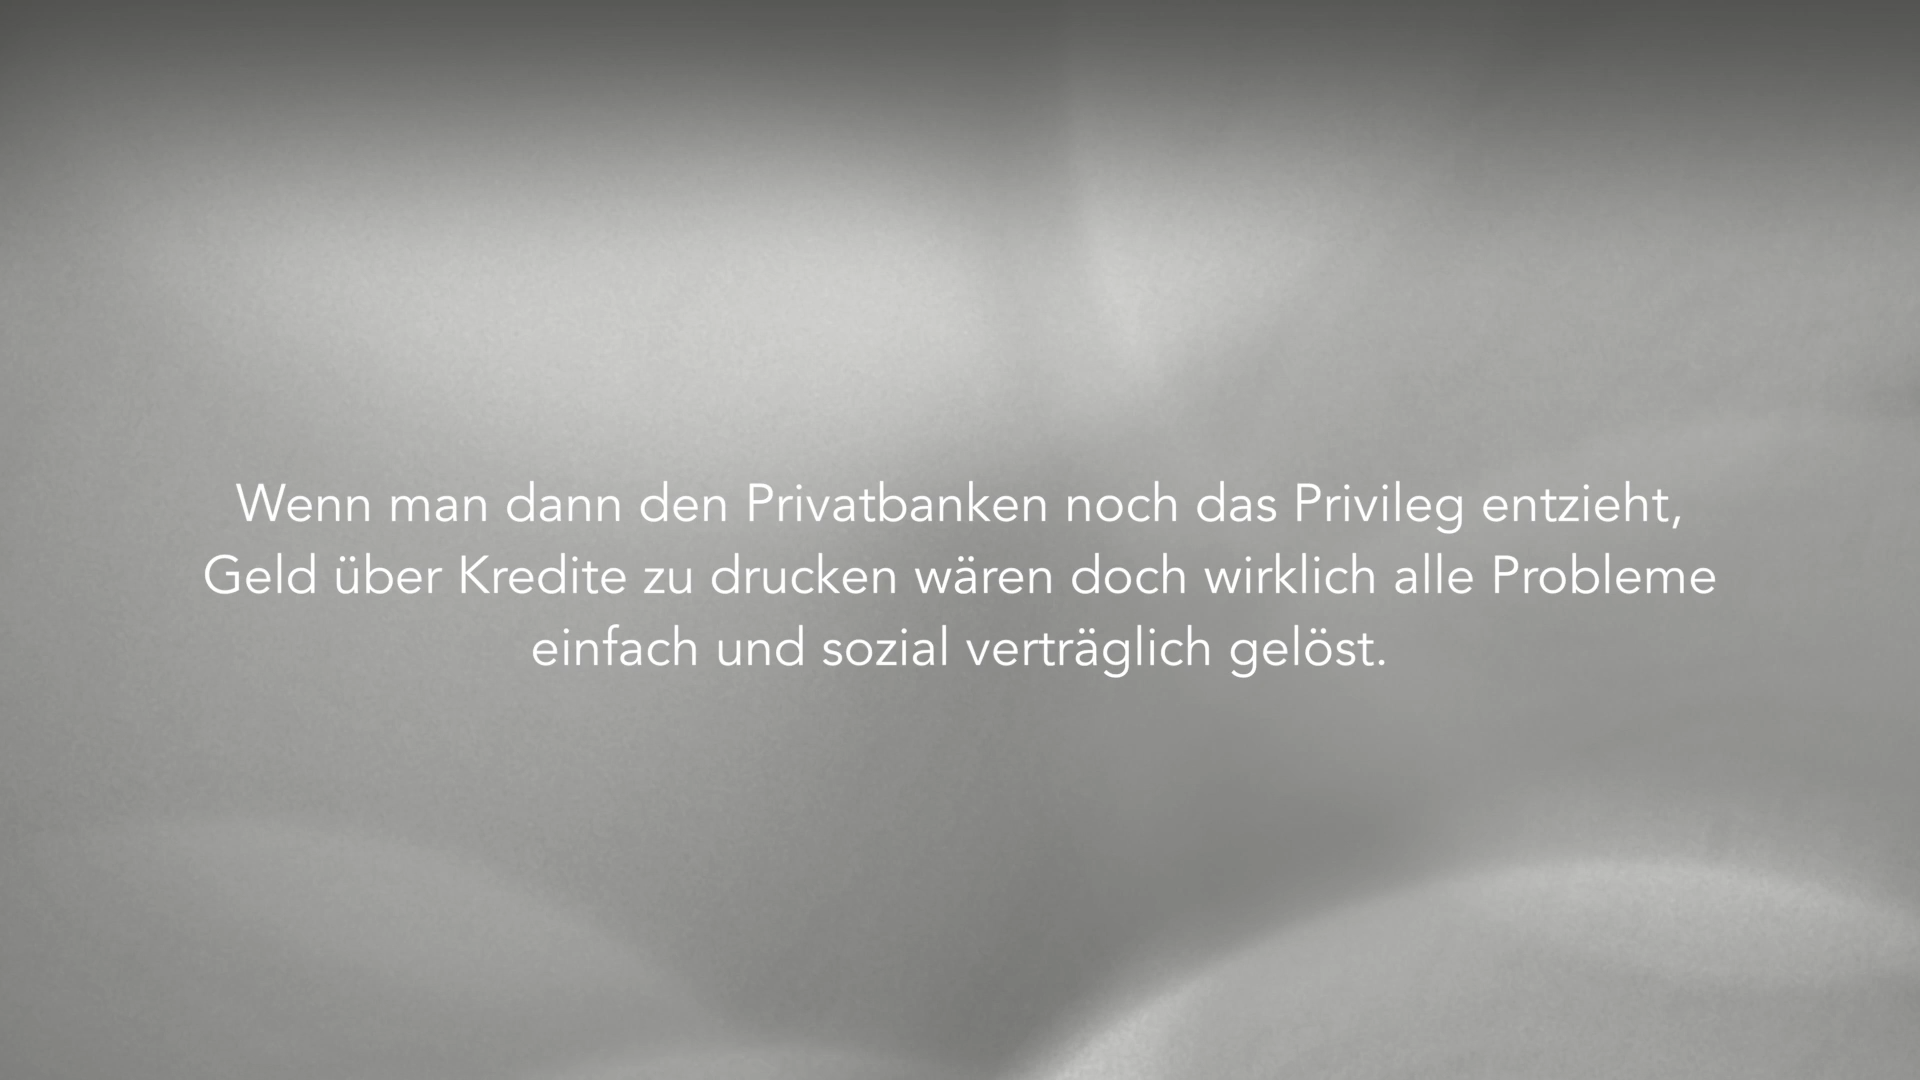 Wenn man dann den Privatbanken noch das Privileg entzieht,
Geld über Kredite zu drucken wären doch wirklich alle Probleme
einfach und sozial verträglich gelöst.